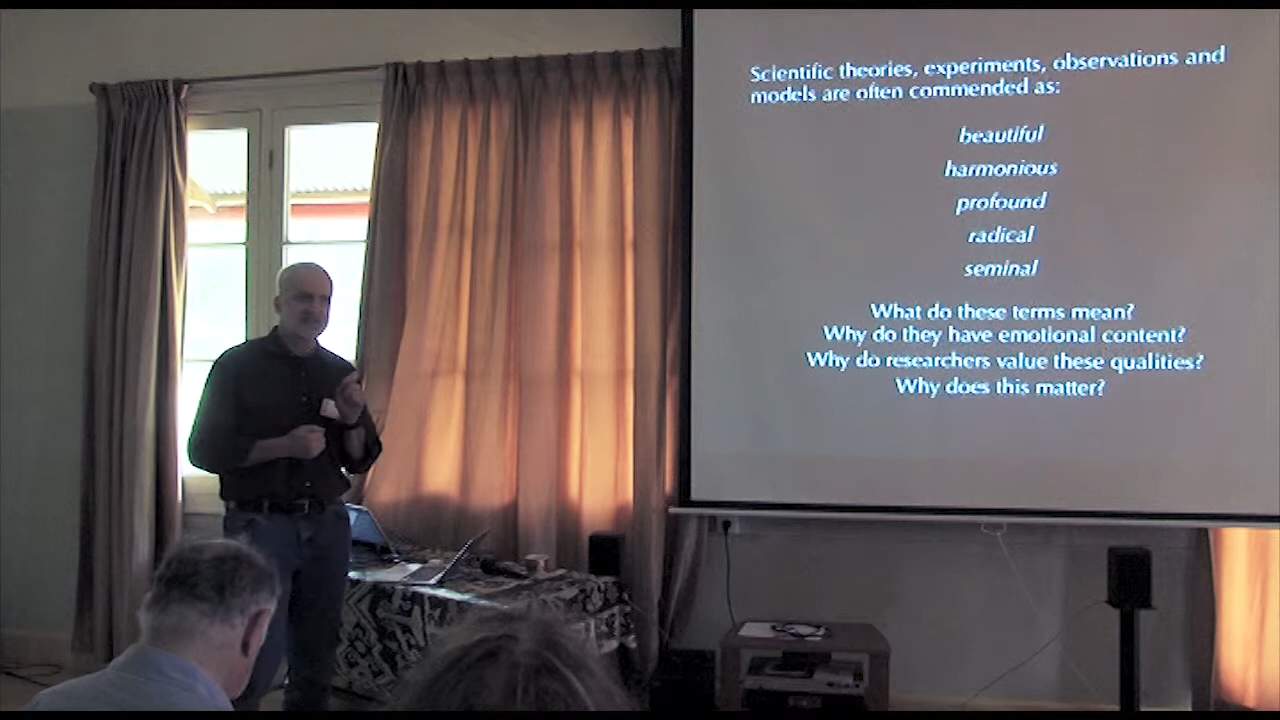 Scientific theories, experiments, observations and
models are often commended as:
beautiful
harmonious
profound
radical
seminal
What do these terms mean?
Why do they have emotional content?
Why do researchers value these qualities?
Why does this matter?